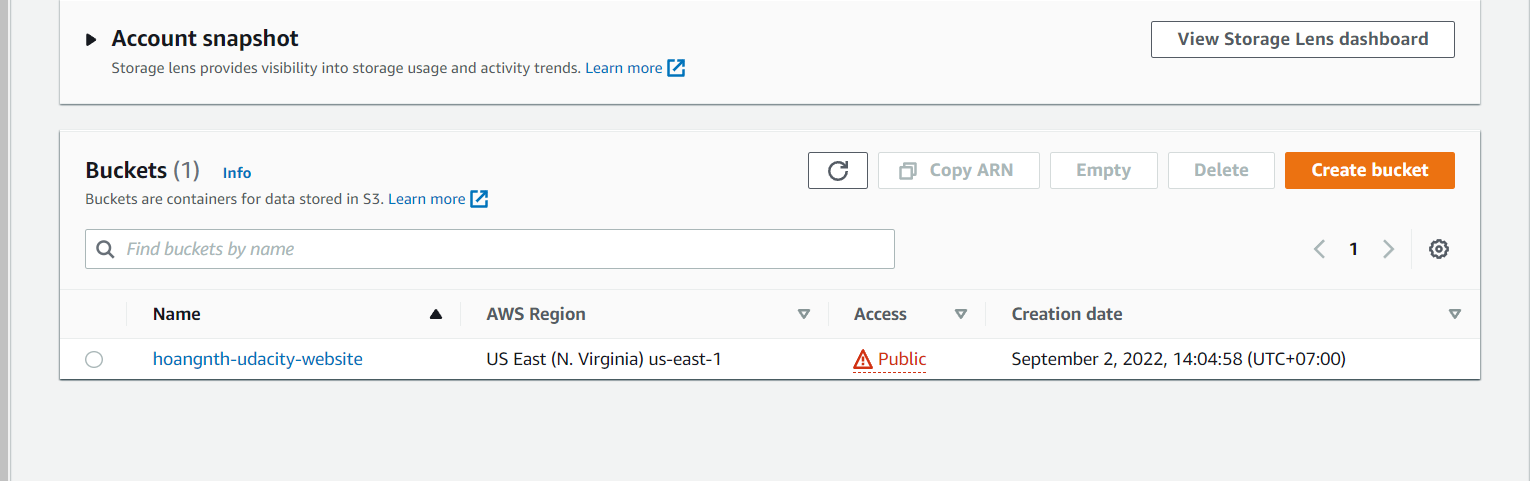 Account snapshot
View Storage Lens dashboard
Storage lens provides visibility into storage usage and activity trends. Learn more
Buckets (1) Info
Copy ARN
Empty
Delete
Create bucket
Buckets are containers for data stored in S3. Learn more
Find buckets by name
1
Name AWS Region Access Creation date
hoangnth-udacity-website US East (N. Virginia) us-east-1 Public September 2, 2022, 14:04:58 (UTC+07:00)